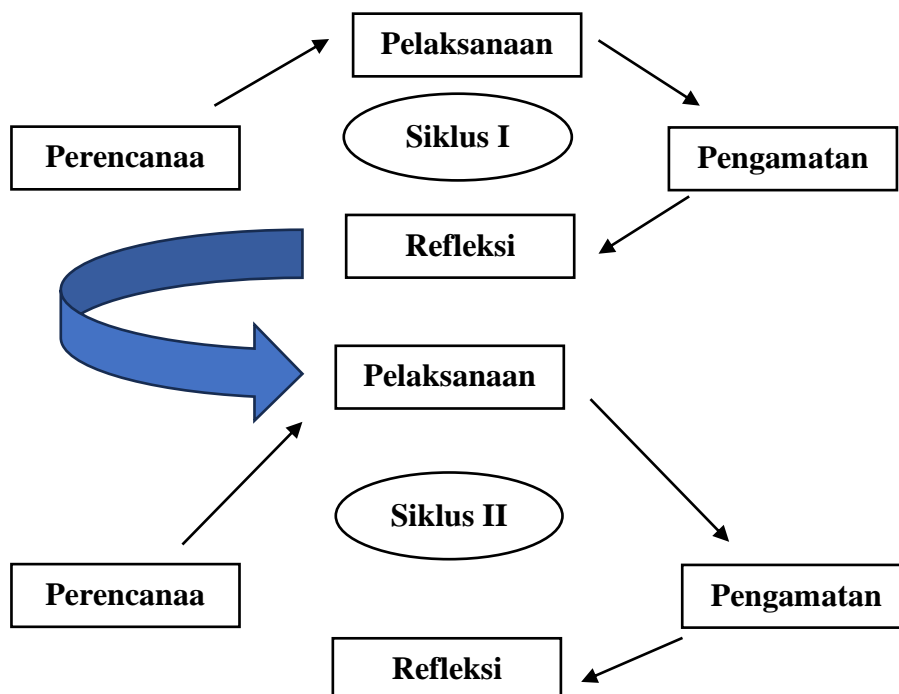 Pelaksanaan
Siklus I
Perencanaa
Pengamatan
Refleksi
Pelaksanaan
Siklus II
Perencanaa
Pengamatan
Refleksi